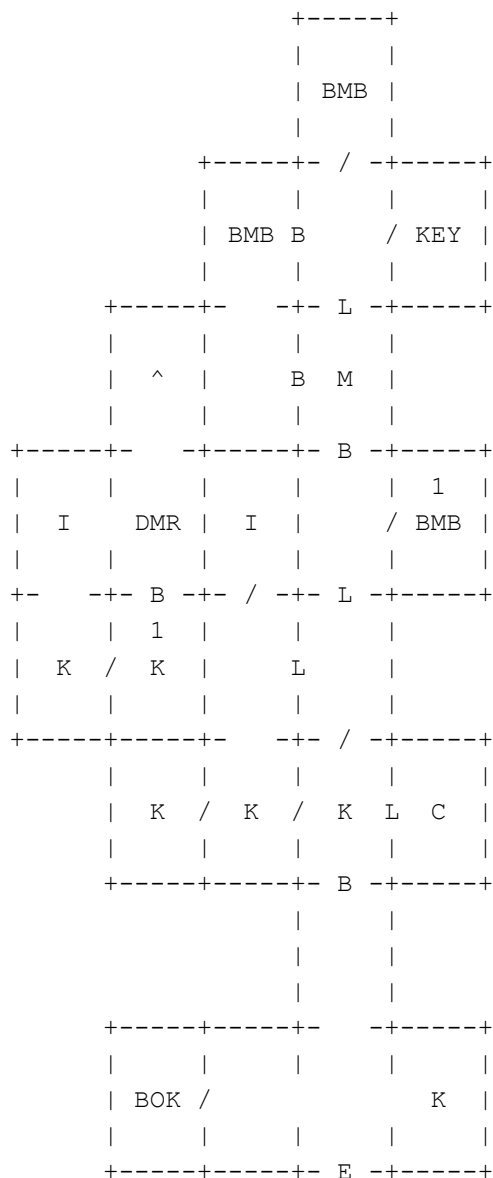 +-----+
                  |     |
                  | BMB |
                  |     |
            +-----+- / -+-----+
            |     |     |     |
            | BMB B     / KEY |
            |     |     |     |
      +-----+-   -+- L -+-----+
      |     |     |     |
      |  ^  |     B  M  |
      |     |     |     |
+-----+-   -+-----+- B -+-----+
|     |     |     |     |  1  |
|  I    DMR |  I  |     / BMB |
|     |     |     |     |     |
+-   -+- B -+- / -+- L -+-----+
|     |  1  |     |     |
|  K  /  K  |     L     |
|     |     |     |     |
+-----+-----+-   -+- / -+-----+
      |     |     |     |     |
      |  K  /  K  /  K  L  C  |
      |     |     |     |     |
      +-----+-----+- B -+-----+
                  |     |
                  |     |
                  |     |
      +-----+-----+-   -+-----+
      |     |     |     |     |
      | BOK /              K  |
      |     |     |     |     |
      +-----+-----+- E -+-----+